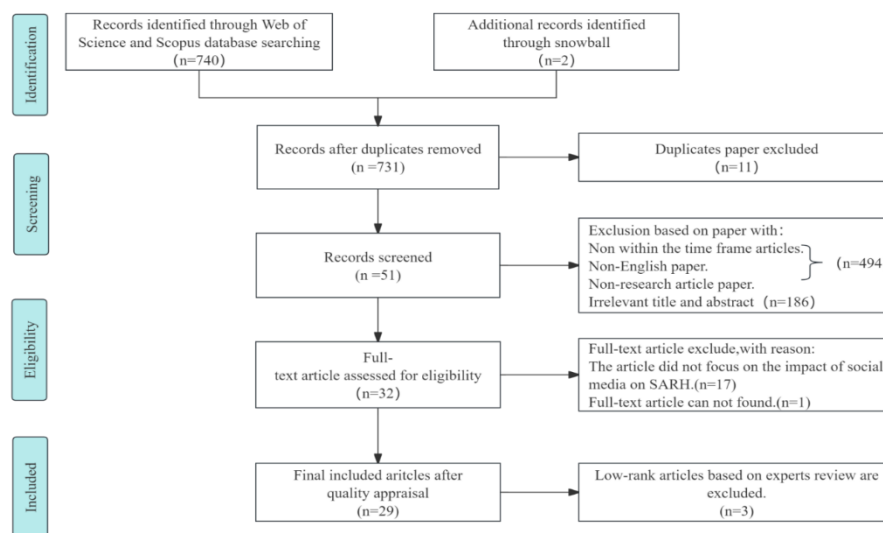 Identification
Records identified through Web of
Science and Scopus database searching
(n=740)
Additional records identified
through snowball
(n=2)
Screening
Records after duplicates removed
(n =731)
Duplicates paper excluded
(n=11)
Records screened
(n =51)
Exclusion based on paper with:
Non within the time frame articles.
Non-English paper.
Non-research article paper.
Irrelevant title and abstract (n=186)
(n=494
Eligibility
Full-
text article assessed for eligibility
(n=32)
Full-text article exclude,with reason:
The article did not focus on the impact of social
media on SARH.(n=17)
Full-text article can not found.(n=1)
Included
Final included aritcles after
quality appraisal
(n=29)
Low-rank articles based on experts review are
excluded.
(n=3)